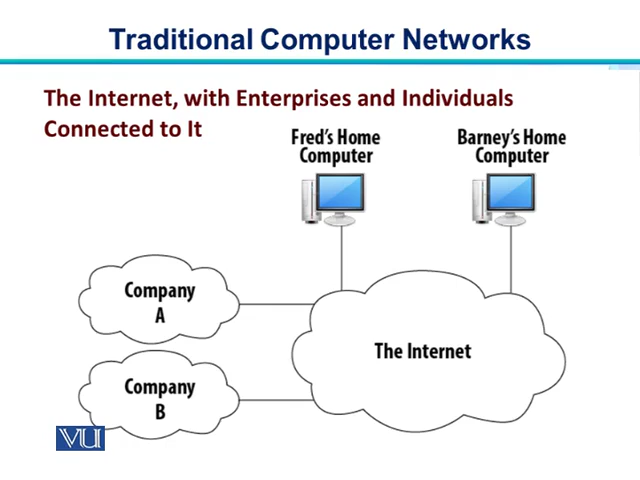 Traditional Computer Networks
The Internet, with Enterprises and Individuals
Connected to It
Fred's Home
Computer
Barney's Home
Computer
Company
A
The Internet
Company
B
VU